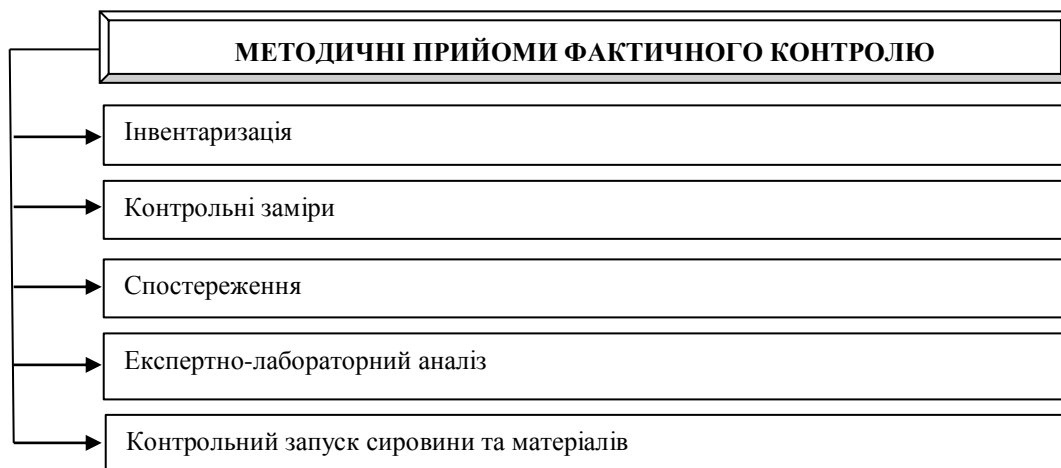 МЕТОДИЧНІ ПРИЙОМИ ФАКТИЧНОГО КОНТРОЛЮ
Інвентаризація
Контрольні заміри
Спостереження
Експертно-лабораторний аналіз
Контрольний запуск сировини та матеріалів